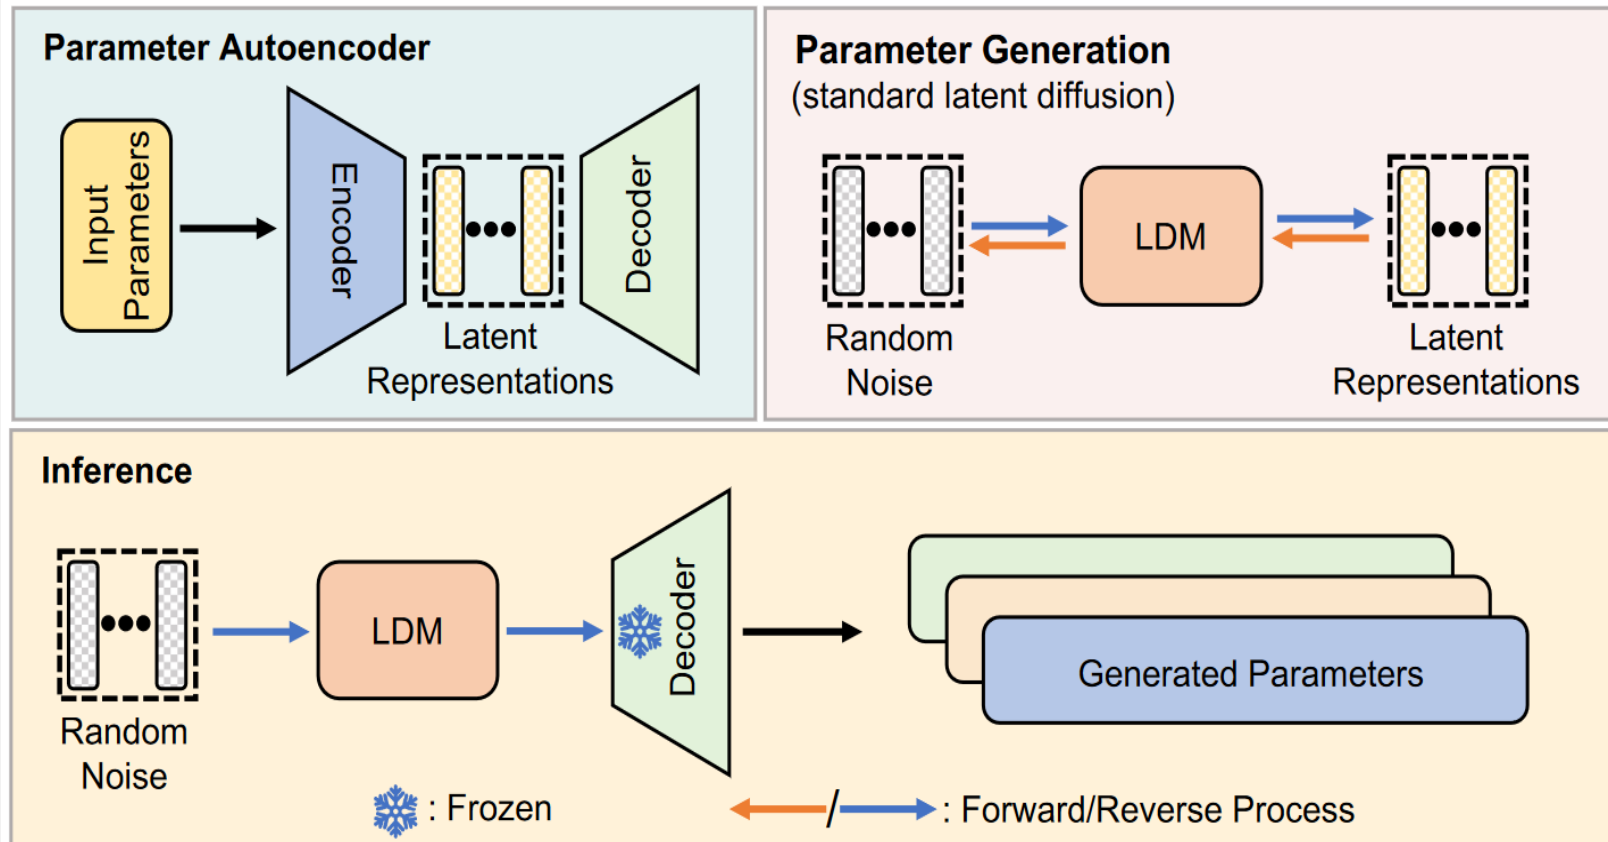 Parameter Autoencoder
Input
Parameters
Encoder
Decoder
Latent
Representations
Parameter Generation
(standard latent diffusion)
LDM
Random
Noise
Latent
Representations
Inference
LDM
Decoder
Generated Parameters
Random
Noise
: Frozen
/ : Forward/Reverse Process